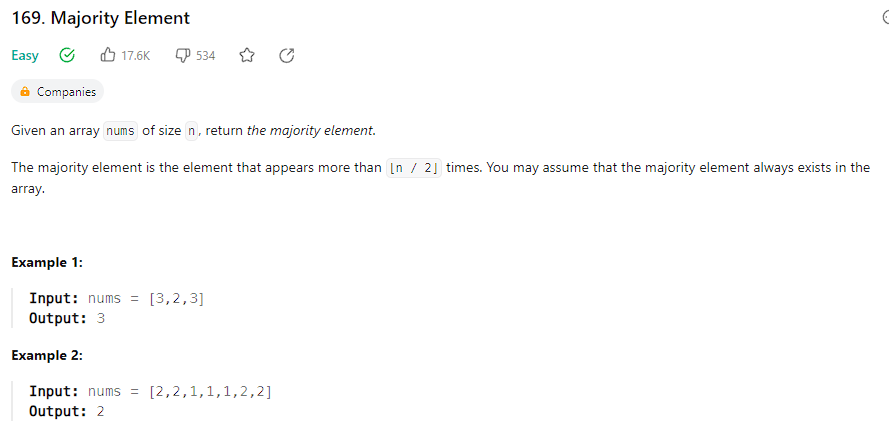 169. Majority Element
Easy 17.6K 534
Companies
Given an array nums of size n, return the majority element.
The majority element is the element that appears more than ⌊n / 2⌋ times. You may assume that the majority element always exists in the
array.
Example 1:
Input: nums = [3,2,3]
Output: 3
Example 2:
Input: nums = [2,2,1,1,1,2,2]
Output: 2